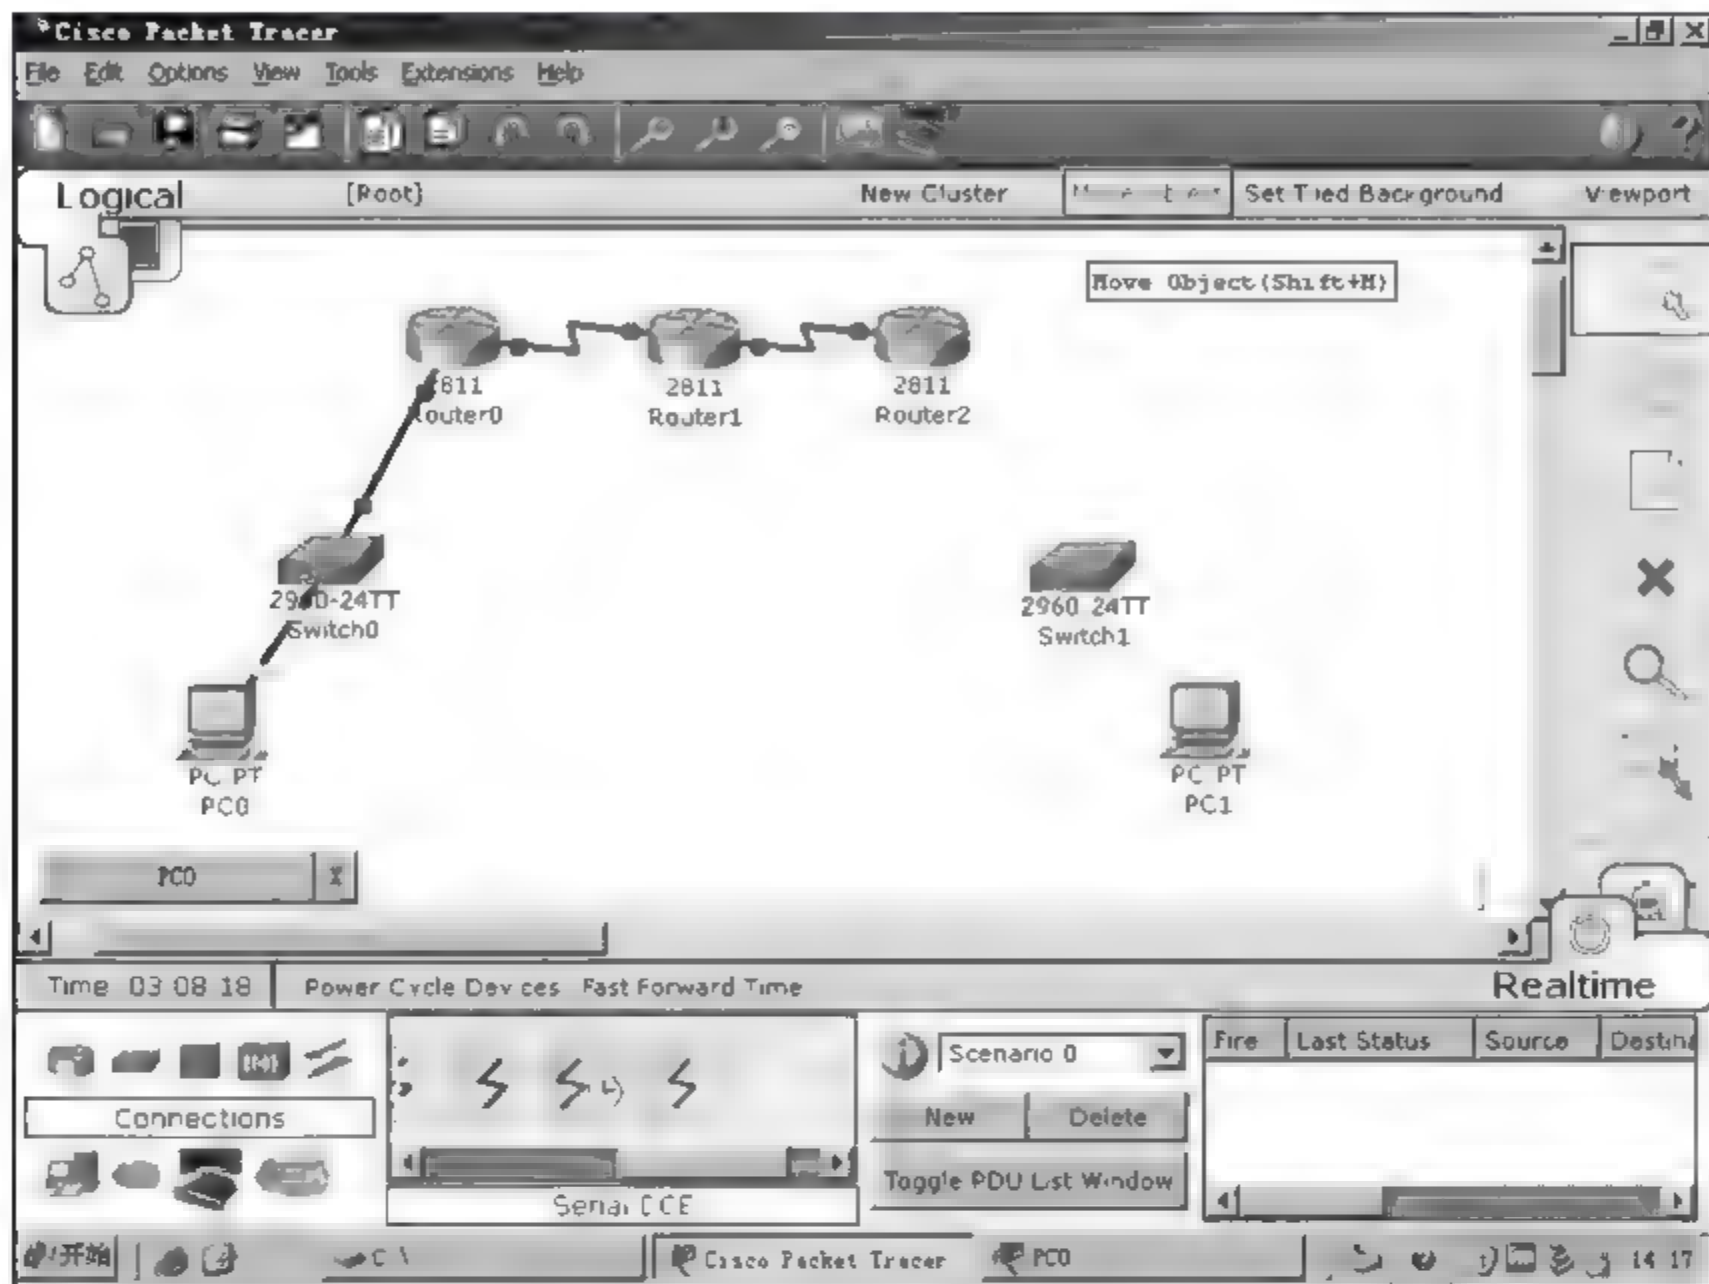 Cisco Packet Tracer
File Edit Options View Tools Extensions Help
Logical [Root] New Cluster Set Tiled Background Viewport
Move Object(Shift+M)
811 2811 2811
outer0 Router1 Router2
2960-24TT 2960 24TT
Switch0 Switch1
PC PT PC PT
PC0 PC1
PC0 X
Time 03 08 18 Power Cycle Devices Fast Forward Time Realtime
Scenario 0 Fire Last Status Source Destina
Connections New Delete
Toggle PDU List Window
Serial DCE
开始 C \ Cisco Packet Tracer PC0 14 17